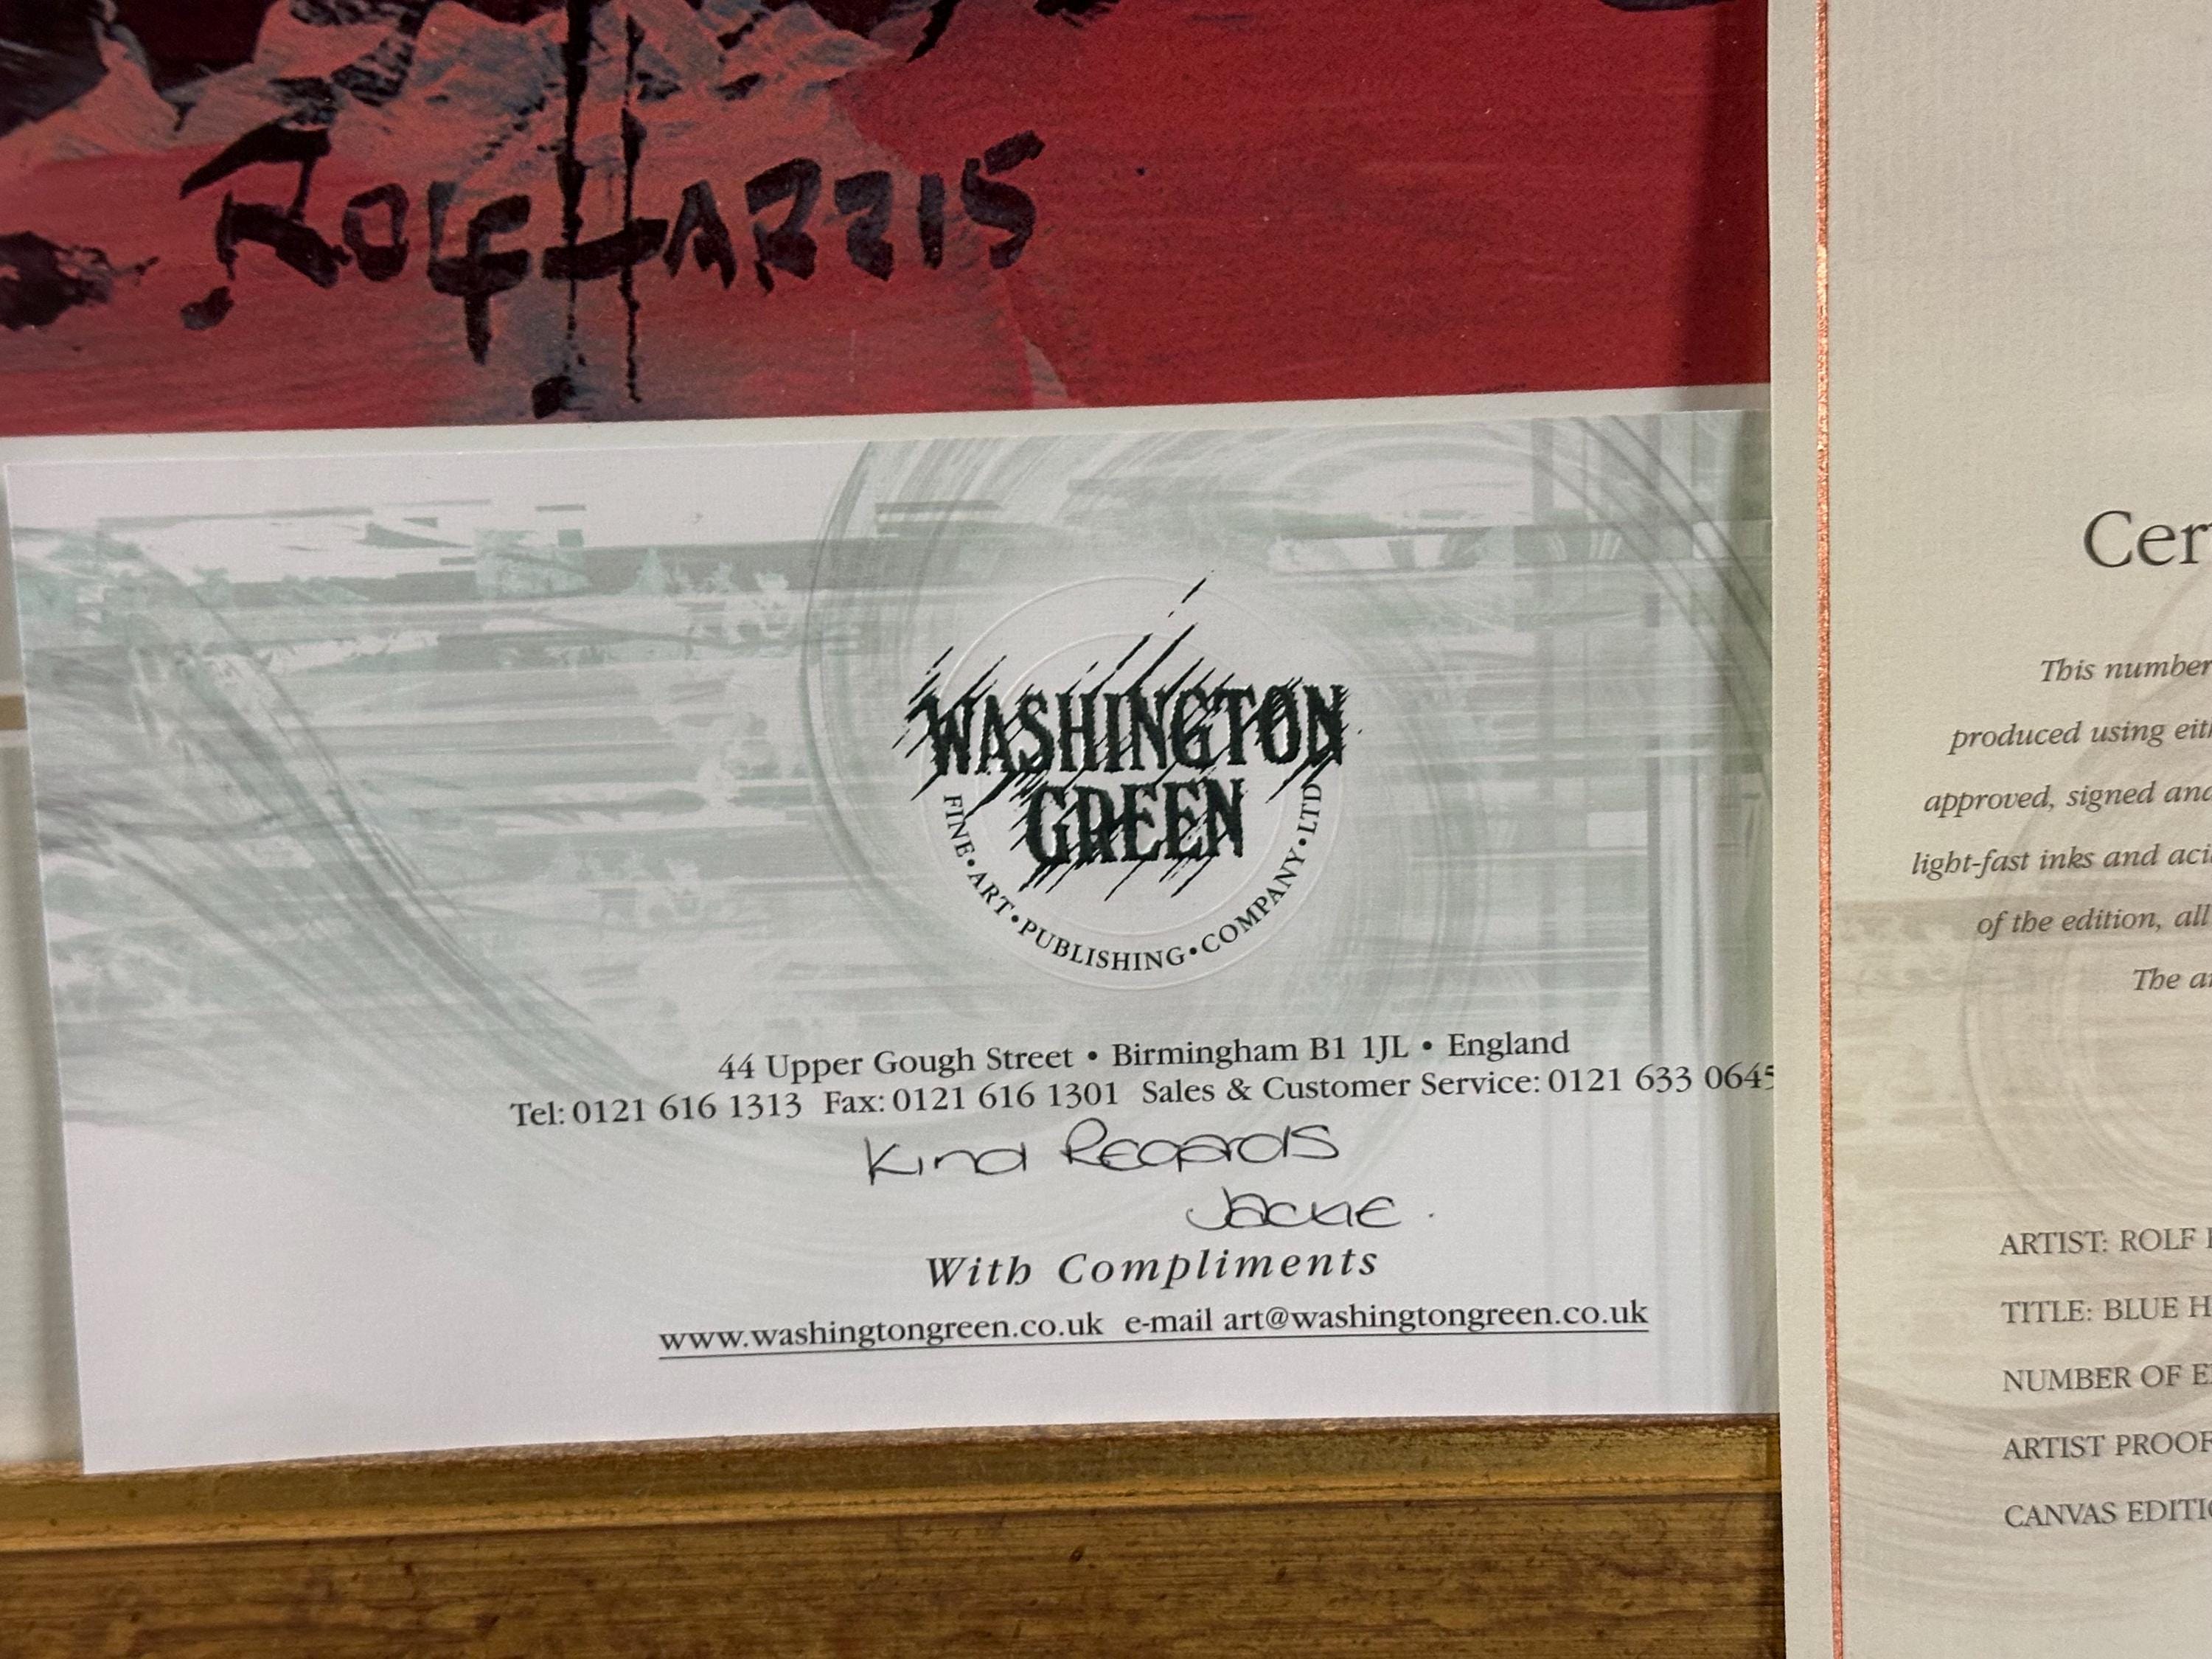 ROLF HARRIS
WASHINGTON
GREEN
FINE • ART • PUBLISHING • COMPANY • LTD
44 Upper Gough Street • Birmingham B1 1JL • England
Tel: 0121 616 1313 Fax: 0121 616 1301 Sales & Customer Service: 0121 633 0645
Kind Regards
Jackie.
With Compliments
www.washingtongreen.co.uk e-mail art@washingtongreen.co.uk
Cer
This number
produced using eit
approved, signed and
light-fast inks and aci
of the edition, all
The a
ARTIST: ROLF
TITLE: BLUE H
NUMBER OF E
ARTIST PROOF
CANVAS EDITI